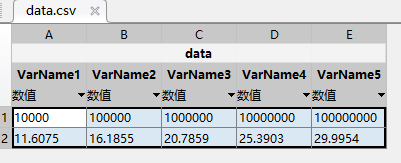 data.csv
A B C D E
data
VarName1 VarName2 VarName3 VarName4 VarName5
数值 数值 数值 数值 数值
1 10000 100000 1000000 10000000 100000000
2 11.6075 16.1855 20.7859 25.3903 29.9954